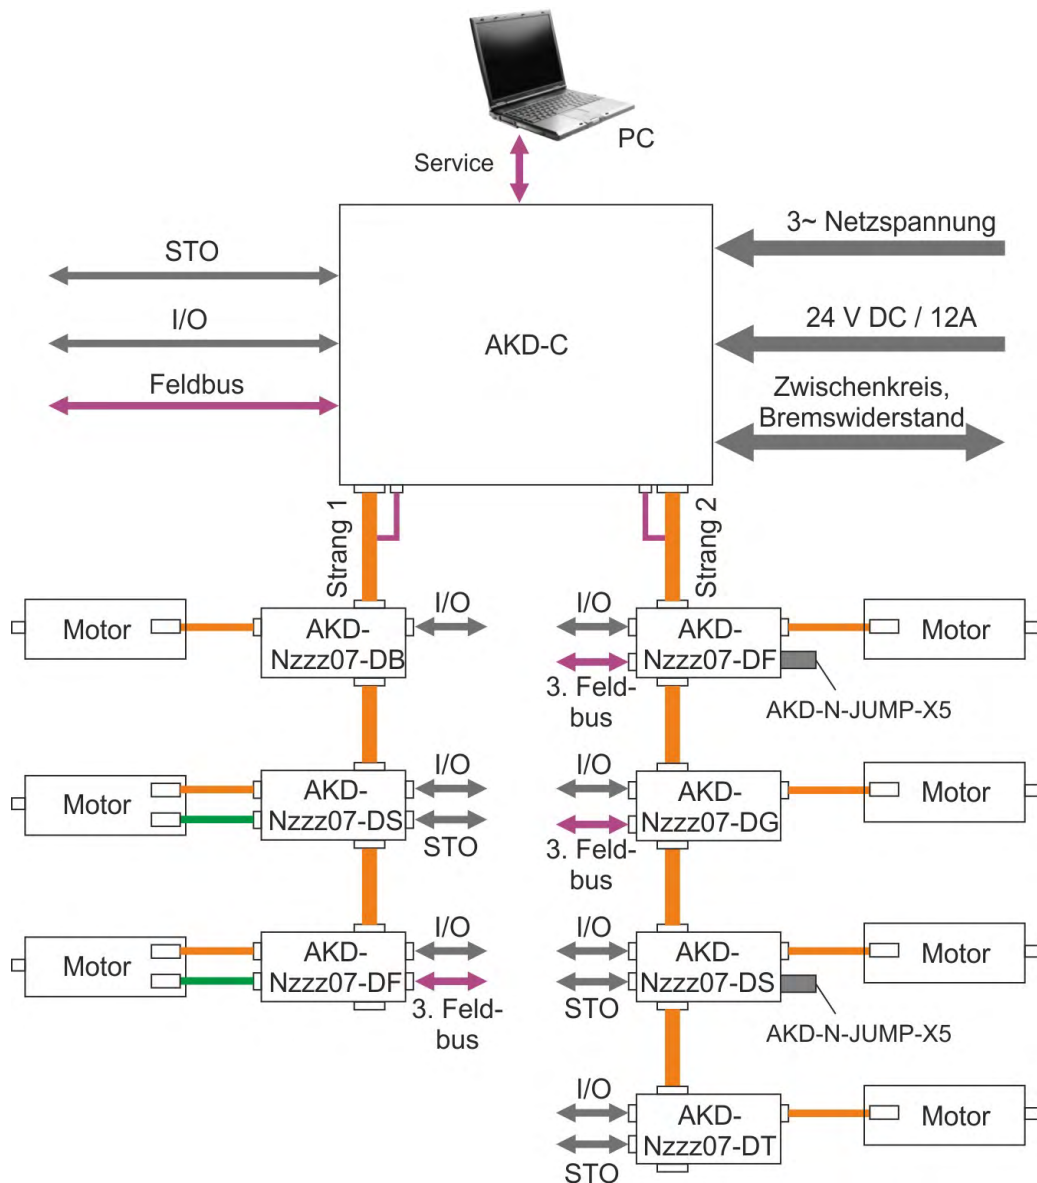 PC
Service
STO
I/O
Feldbus
AKD-C
3~ Netzspannung
24 V DC / 12A
Zwischenkreis,
Bremswiderstand
Strang 1
Strang 2
Motor
AKD-
Nzzz07-DB
I/O
I/O
3. Feld-
bus
AKD-
Nzzz07-DF
Motor
AKD-N-JUMP-X5
Motor
AKD-
Nzzz07-DS
I/O
STO
I/O
3. Feld-
bus
AKD-
Nzzz07-DG
Motor
Motor
AKD-
Nzzz07-DF
I/O
3. Feld-
bus
I/O
STO
AKD-
Nzzz07-DS
Motor
AKD-N-JUMP-X5
I/O
STO
AKD-
Nzzz07-DT
Motor